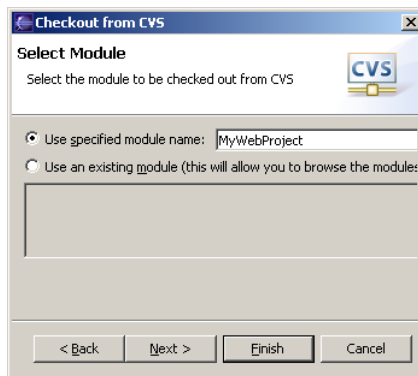 Checkout from CVS
Select Module
Select the module to be checked out from CVS
CVS
Use specified module name: MyWebProject
Use an existing module (this will allow you to browse the modules
< Back Next > Finish Cancel